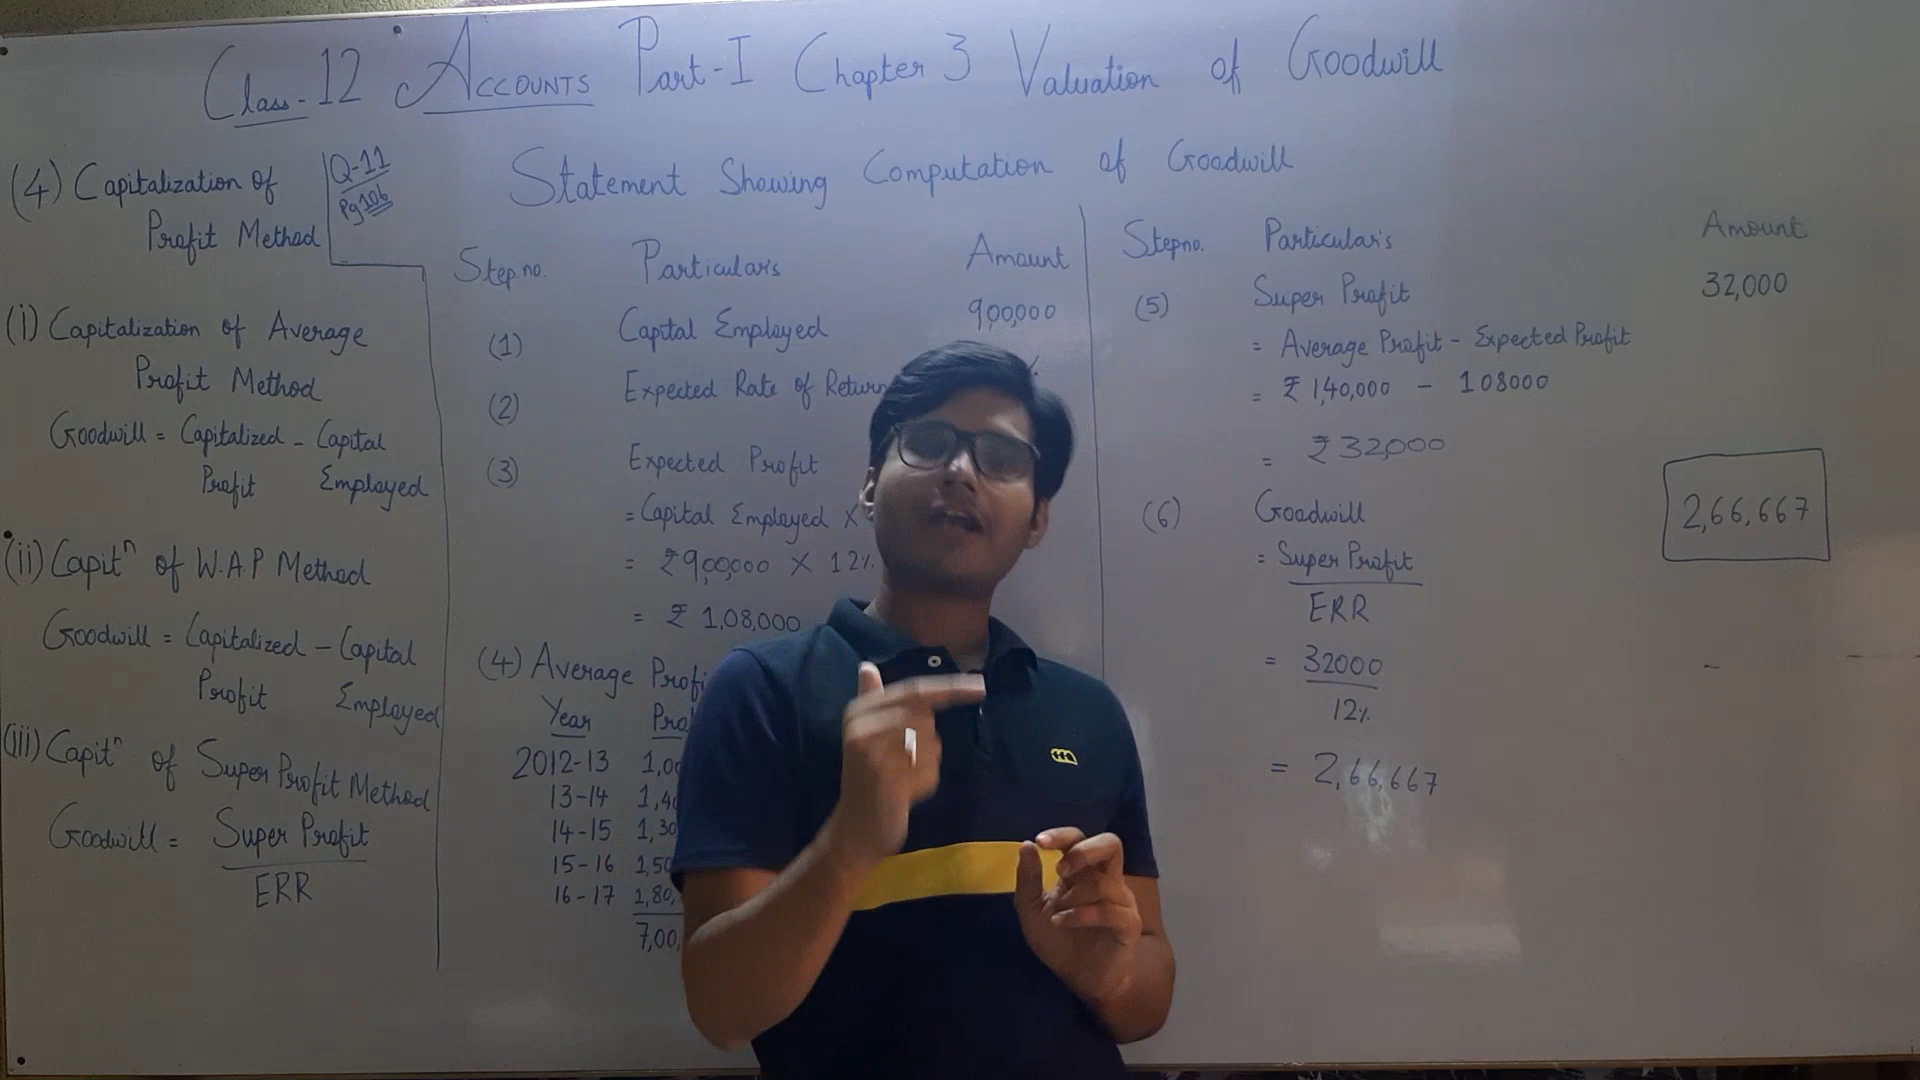 Class-12 ACCOUNTS Part-I Chapter 3 Valuation of Goodwill
(4) Capitalization of
Profit Method
Q-11
Pg 106
(i) Capitalization of Average
Profit Method
Goodwill = Capitalized - Capital
Profit Employed
(ii) Capitⁿ of W.A.P Method
Goodwill = Capitalized - Capital
Profit Employed
(iii) Capitⁿ of Super Profit Method
Goodwill = Super Profit
ERR
Statement Showing Computation of Goodwill
Step no. Particulars Amount
(1) Capital Employed 9,00,000
(2) Expected Rate of Return %
(3) Expected Profit
= Capital Employed ×
= ₹ 9,00,000 × 12%
= ₹ 1,08,000
(4) Average
Year
2012-13
13-14
14-15
15-16
16-17
Step no. Particulars Amount
(5) Super Profit 32,000
= Average Profit - Expected Profit
= ₹ 1,40,000 - 108000
= ₹ 32,000
(6) Goodwill 2,66,667
= Super Profit
ERR
= 32000
12%
= 2,66,667